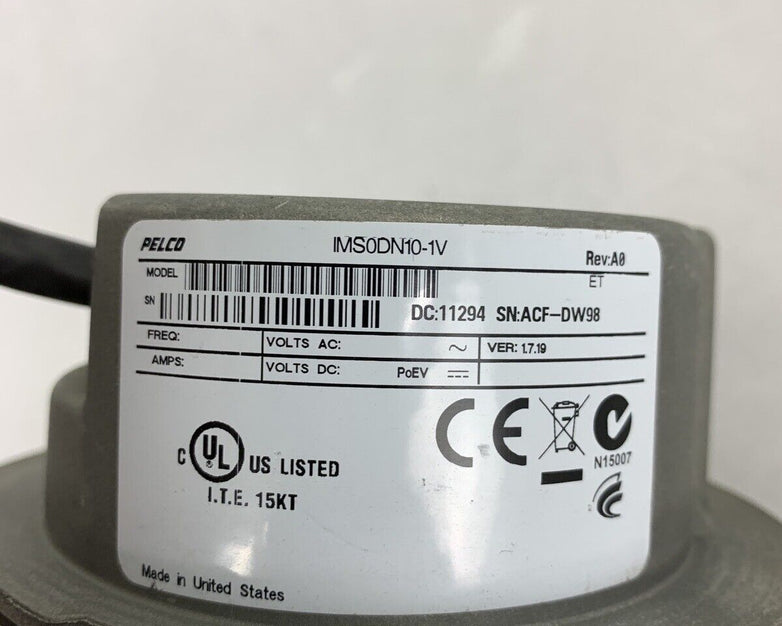 PELCO IMS0DN10-1V Rev:A0
MODEL ET
SN DC:11294 SN:ACF-DW98
FREQ: VOLTS AC: ~ VER: 1.7.19
AMPS: VOLTS DC: PoEV
C UL US LISTED
I.T.E. 15KT
CE
N15007
Made in United States